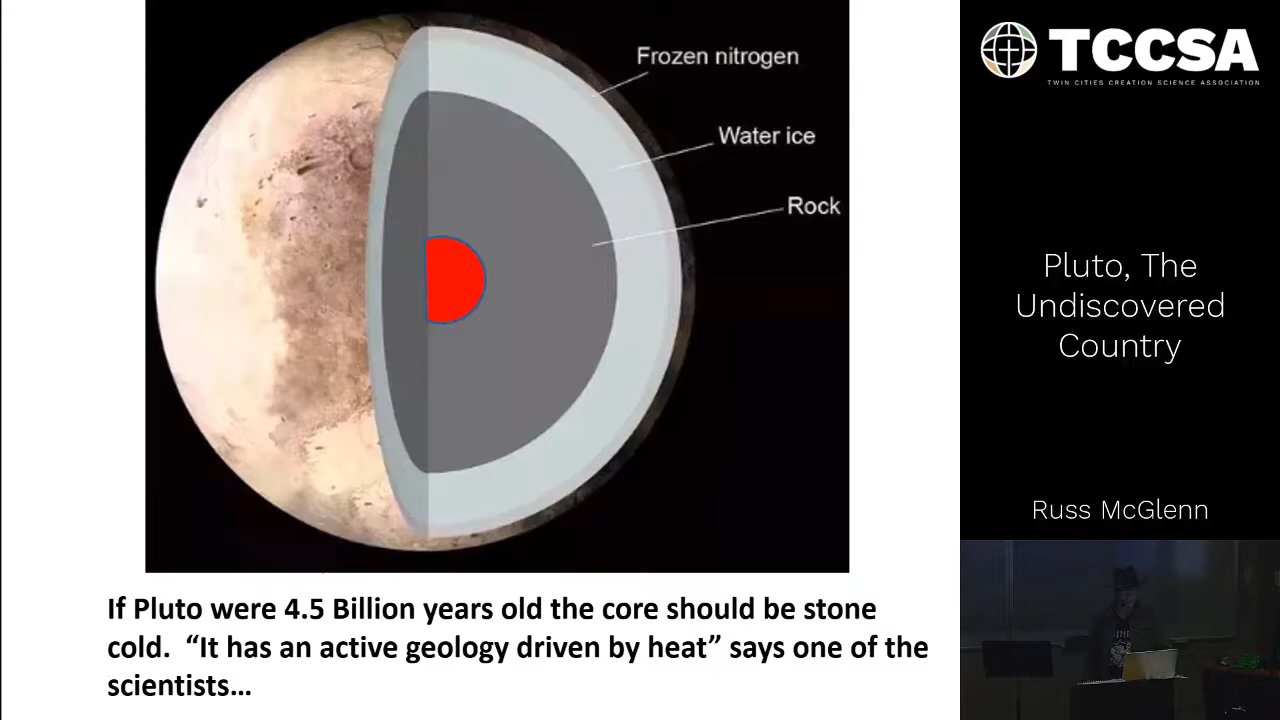 Frozen nitrogen
Water ice
Rock
If Pluto were 4.5 Billion years old the core should be stone
cold. “It has an active geology driven by heat” says one of the
scientists...
TCCSA
TWIN CITIES CREATION SCIENCE ASSOCIATION
Pluto, The
Undiscovered
Country
Russ McGlenn